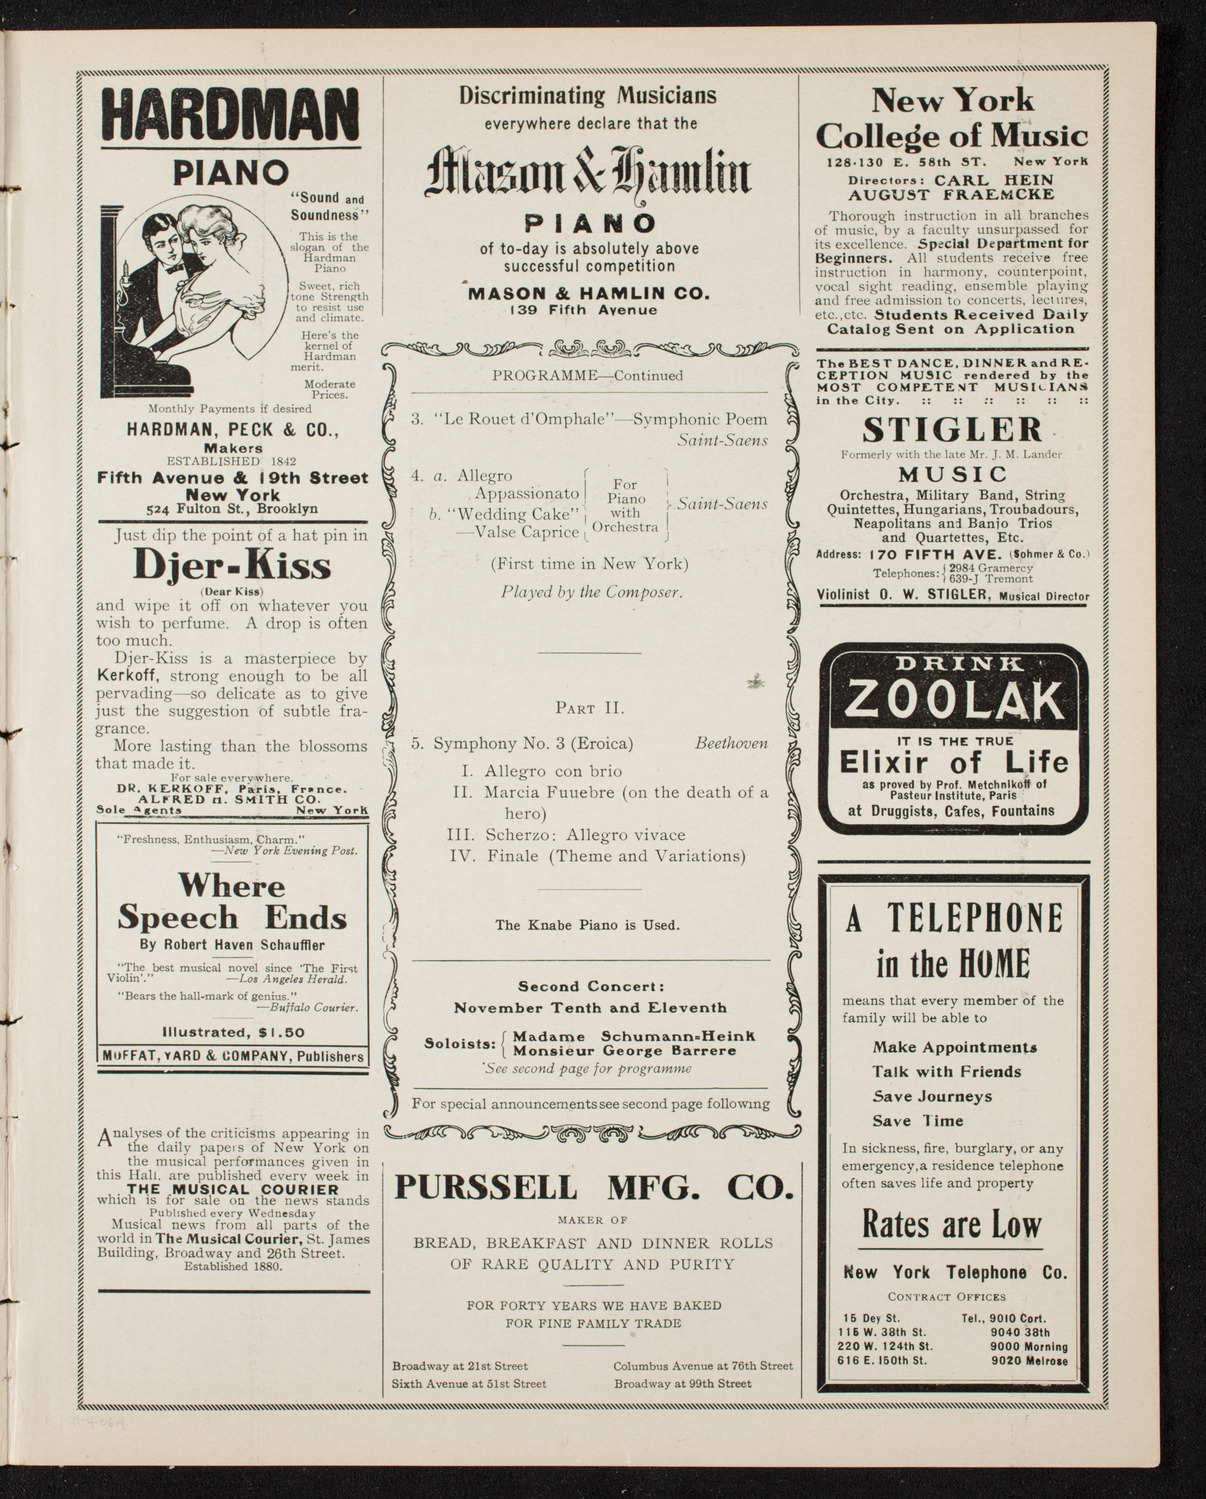 HARDMAN
PIANO
"Sound and
Soundness"
This is the
slogan of the
Hardman
Piano
Sweet, rich
tone Strength
to resist use
and climate.
Here's the
kernel of
Hardman
merit.
Moderate
Prices.
Monthly Payments if desired
HARDMAN, PECK & CO.,
Makers
ESTABLISHED 1842
Fifth Avenue & 19th Street
New York
524 Fulton St., Brooklyn
Just dip the point of a hat pin in
Djer-Kiss
(Dear Kiss)
and wipe it off on whatever you
wish to perfume. A drop is often
too much.
Djer-Kiss is a masterpiece by
Kerkoff, strong enough to be all
pervading—so delicate as to give
just the suggestion of subtle fra-
grance.
More lasting than the blossoms
that made it.
For sale everywhere.
DR. KERKOFF, Paris, France.
ALFRED H. SMITH CO.
Sole Agents New York
"Freshness, Enthusiasm, Charm."
—New York Evening Post.
Where
Speech Ends
By Robert Haven Schauffler
"The best musical novel since 'The First
Violin'." —Los Angeles Herald.
"Bears the hall-mark of genius."
—Buffalo Courier.
Illustrated, $1.50
MOFFAT, YARD & COMPANY, Publishers
Analyses of the criticisms appearing in
the daily papers of New York on
the musical performances given in
this Hall, are published every week in
THE MUSICAL COURIER
which is for sale on the news stands
Published every Wednesday
Musical news from all parts of the
world in The Musical Courier, St. James
Building, Broadway and 26th Street.
Established 1880.
Discriminating Musicians
everywhere declare that the
Mason & Hamlin
PIANO
of to-day is absolutely above
successful competition
MASON & HAMLIN CO.
139 Fifth Avenue
PROGRAMME—Continued
3. "Le Rouet d'Omphale"—Symphonic Poem
Saint-Saens
4. a. Allegro
Appassionato
b. "Wedding Cake"
—Valse Caprice
For
Piano
with
Orchestra
Saint-Saens
(First time in New York)
Played by the Composer.
PART II.
5. Symphony No. 3 (Eroica) Beethoven
I. Allegro con brio
II. Marcia Fuuebre (on the death of a
hero)
III. Scherzo: Allegro vivace
IV. Finale (Theme and Variations)
The Knabe Piano is Used.
Second Concert:
November Tenth and Eleventh
Soloists: Madame Schumann=Heink
Monsieur George Barrere
See second page for programme
For special announcements see second page following
PURSSELL MFG. CO.
MAKER OF
BREAD, BREAKFAST AND DINNER ROLLS
OF RARE QUALITY AND PURITY
FOR FORTY YEARS WE HAVE BAKED
FOR FINE FAMILY TRADE
Broadway at 21st Street Columbus Avenue at 76th Street
Sixth Avenue at 51st Street Broadway at 99th Street
New York
College of Music
128-130 E. 58th ST. New York
Directors: CARL HEIN
AUGUST FRAEMCKE
Thorough instruction in all branches
of music, by a faculty unsurpassed for
its excellence. Special Department for
Beginners. All students receive free
instruction in harmony, counterpoint,
vocal sight reading, ensemble playing
and free admission to concerts, lectures,
etc.,etc. Students Received Daily
Catalog Sent on Application
The BEST DANCE, DINNER and RE-
CEPTION MUSIC rendered by the
MOST COMPETENT MUSICIANS
in the City. :: :: :: :: :: ::
STIGLER
Formerly with the late Mr. J. M. Lander
MUSIC
Orchestra, Military Band, String
Quintettes, Hungarians, Troubadours,
Neapolitans and Banjo Trios
and Quartettes, Etc.
Address: 170 FIFTH AVE. (Sohmer & Co.)
Telephones: 2984 Gramercy
639-J Tremont
Violinist O. W. STIGLER, Musical Director
DRINK
ZOOLAK
IT IS THE TRUE
Elixir of Life
as proved by Prof. Metchnikoff of
Pasteur Institute, Paris
at Druggists, Cafes, Fountains
A TELEPHONE
in the HOME
means that every member of the
family will be able to
Make Appointments
Talk with Friends
Save Journeys
Save Time
In sickness, fire, burglary, or any
emergency, a residence telephone
often saves life and property
Rates are Low
New York Telephone Co.
CONTRACT OFFICES
15 Dey St. Tel., 9010 Cort.
115 W. 38th St. 9040 38th
220 W. 124th St. 9000 Morning
616 E. 150th St. 9020 Melrose